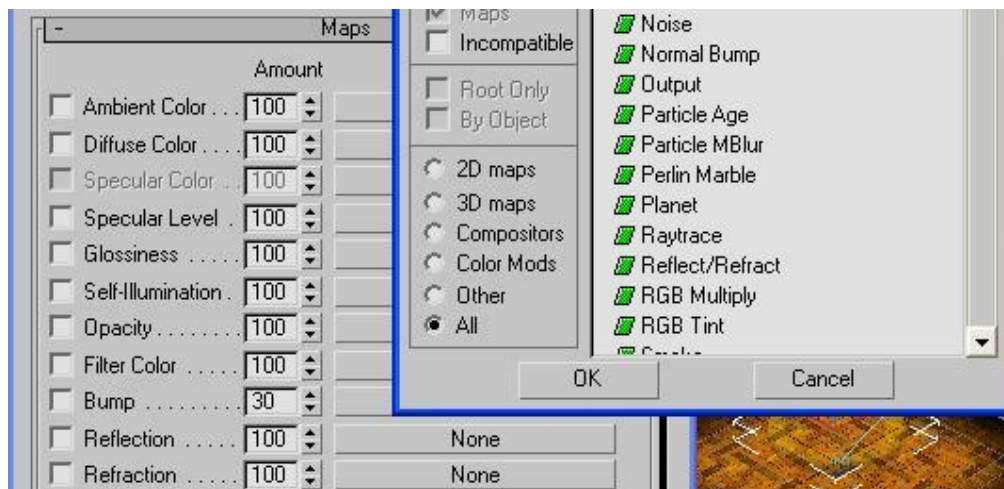 - Maps
Amount
Ambient Color . . . 100
Diffuse Color . . . . 100
Specular Color . . 100
Specular Level . 100
Glossiness . . . . . 100
Self-Illumination . 100
Opacity . . . . . . . . 100
Filter Color . . . . . 100
Bump . . . . . . . . . 30
Reflection . . . . . 100 None
Refraction . . . . . 100 None
Maps
Incompatible
Root Only
By Object
2D maps
3D maps
Compositors
Color Mods
Other
All
Noise
Normal Bump
Output
Particle Age
Particle MBlur
Perlin Marble
Planet
Raytrace
Reflect/Refract
RGB Multiply
RGB Tint
OK Cancel